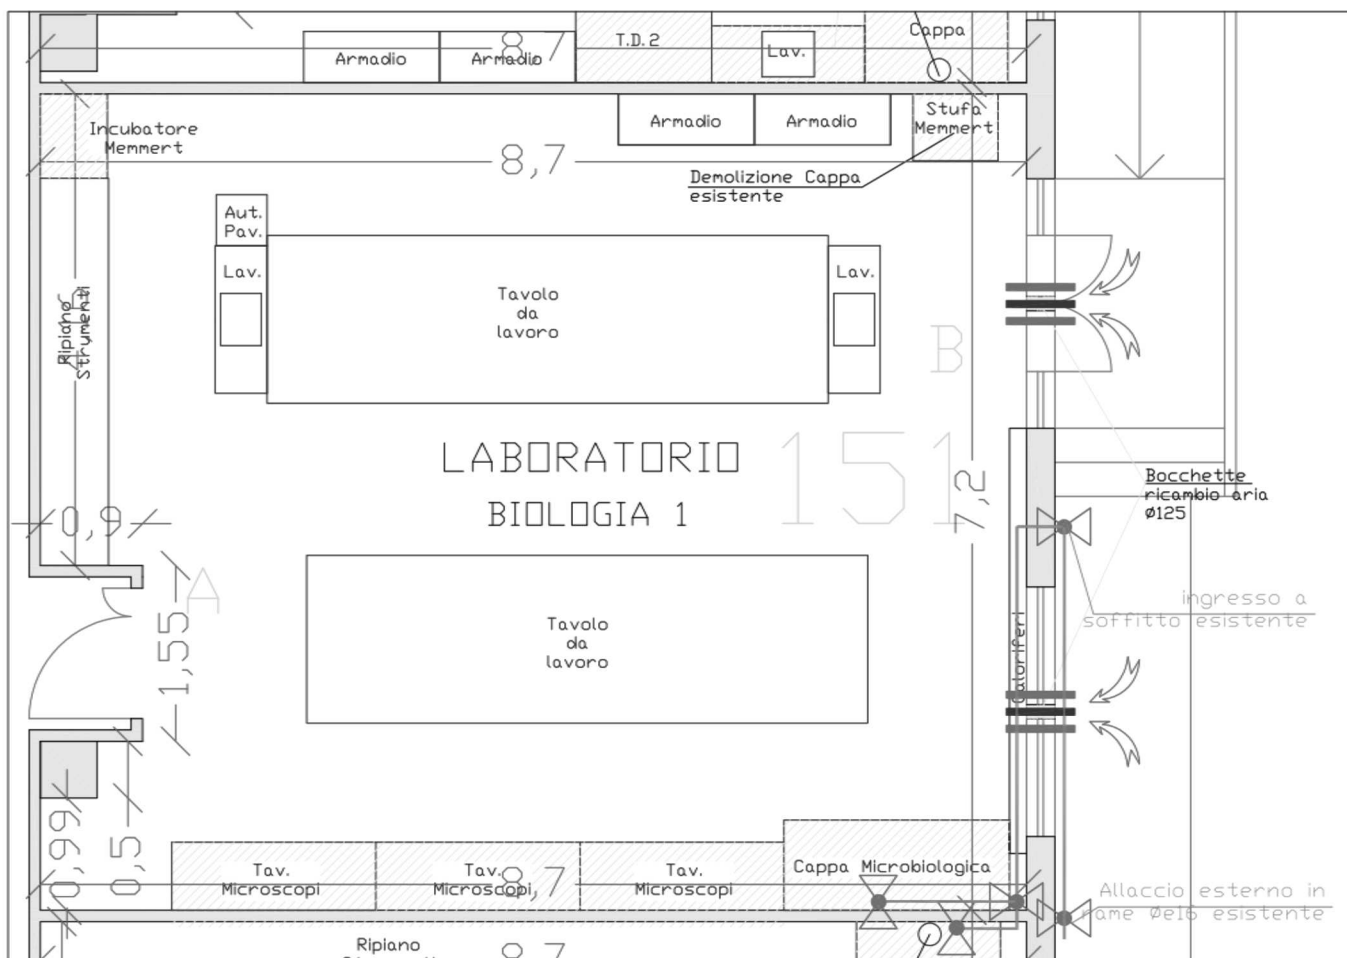 T.D.2
Cappa
Armadio
Armadio
8,7
Lav.
Incubatore
Memmert
Armadio
Armadio
Stufa
Memmert
8,7
Demolizione Cappa
esistente
Aut.
Pav.
Lav.
Lav.
Tavolo
da
lavoro
Ripiano
Strumenti
B
LABORATORIO
151
BIOLOGIA 1
7,2
Bocchette
ricambio aria
Ø125
0,9
A
ingresso a
soffitto esistente
1,55
Tavolo
da
lavoro
Caloriferi
0,99
0,5
Tav.
Microscopi
Tav.
Microscopi
8,7
Tav.
Microscopi
Cappa Microbiologica
Allaccio esterno in
rame Øe16 esistente
Ripiano
8,7